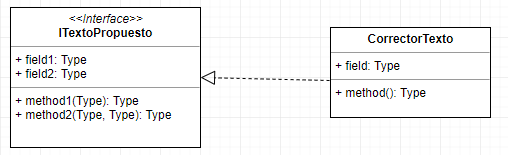 <<Interface>>
ITextoPropuesto
+ field1: Type
+ field2: Type
+ method1(Type): Type
+ method2(Type, Type): Type
CorrectorTexto
+ field: Type
+ method(): Type